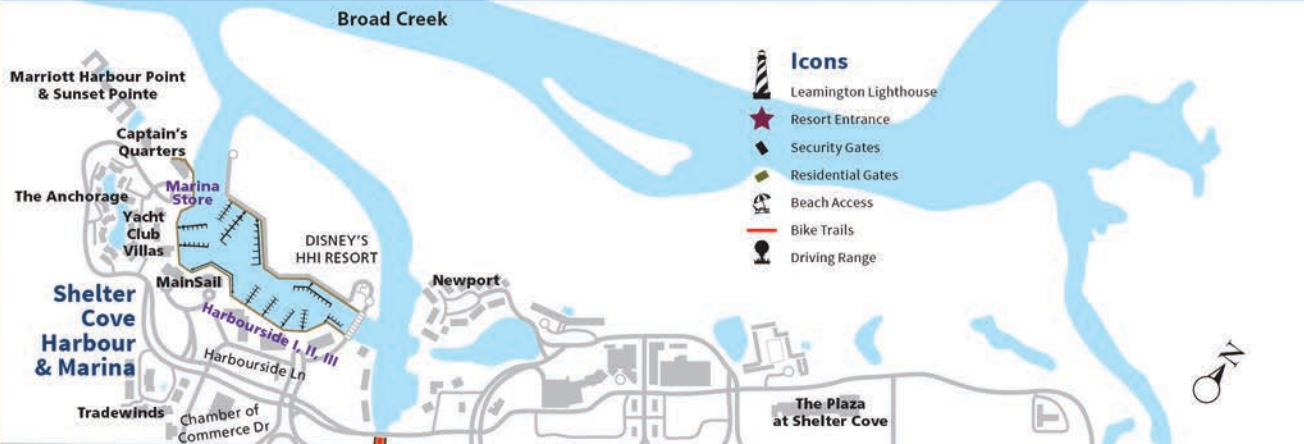 Broad Creek
Marriott Harbour Point
& Sunset Pointe
Captain's
Quarters
Marina
Store
The Anchorage
Yacht
Club
Villas
DISNEY'S
HHI RESORT
MainSail
Newport
Shelter
Cove
Harbour
& Marina
Harbourside I, II, III
Harbourside Ln
Tradewinds
Chamber of
Commerce Dr
The Plaza
at Shelter Cove
Icons
Leamington Lighthouse
Resort Entrance
Security Gates
Residential Gates
Beach Access
Bike Trails
Driving Range
N